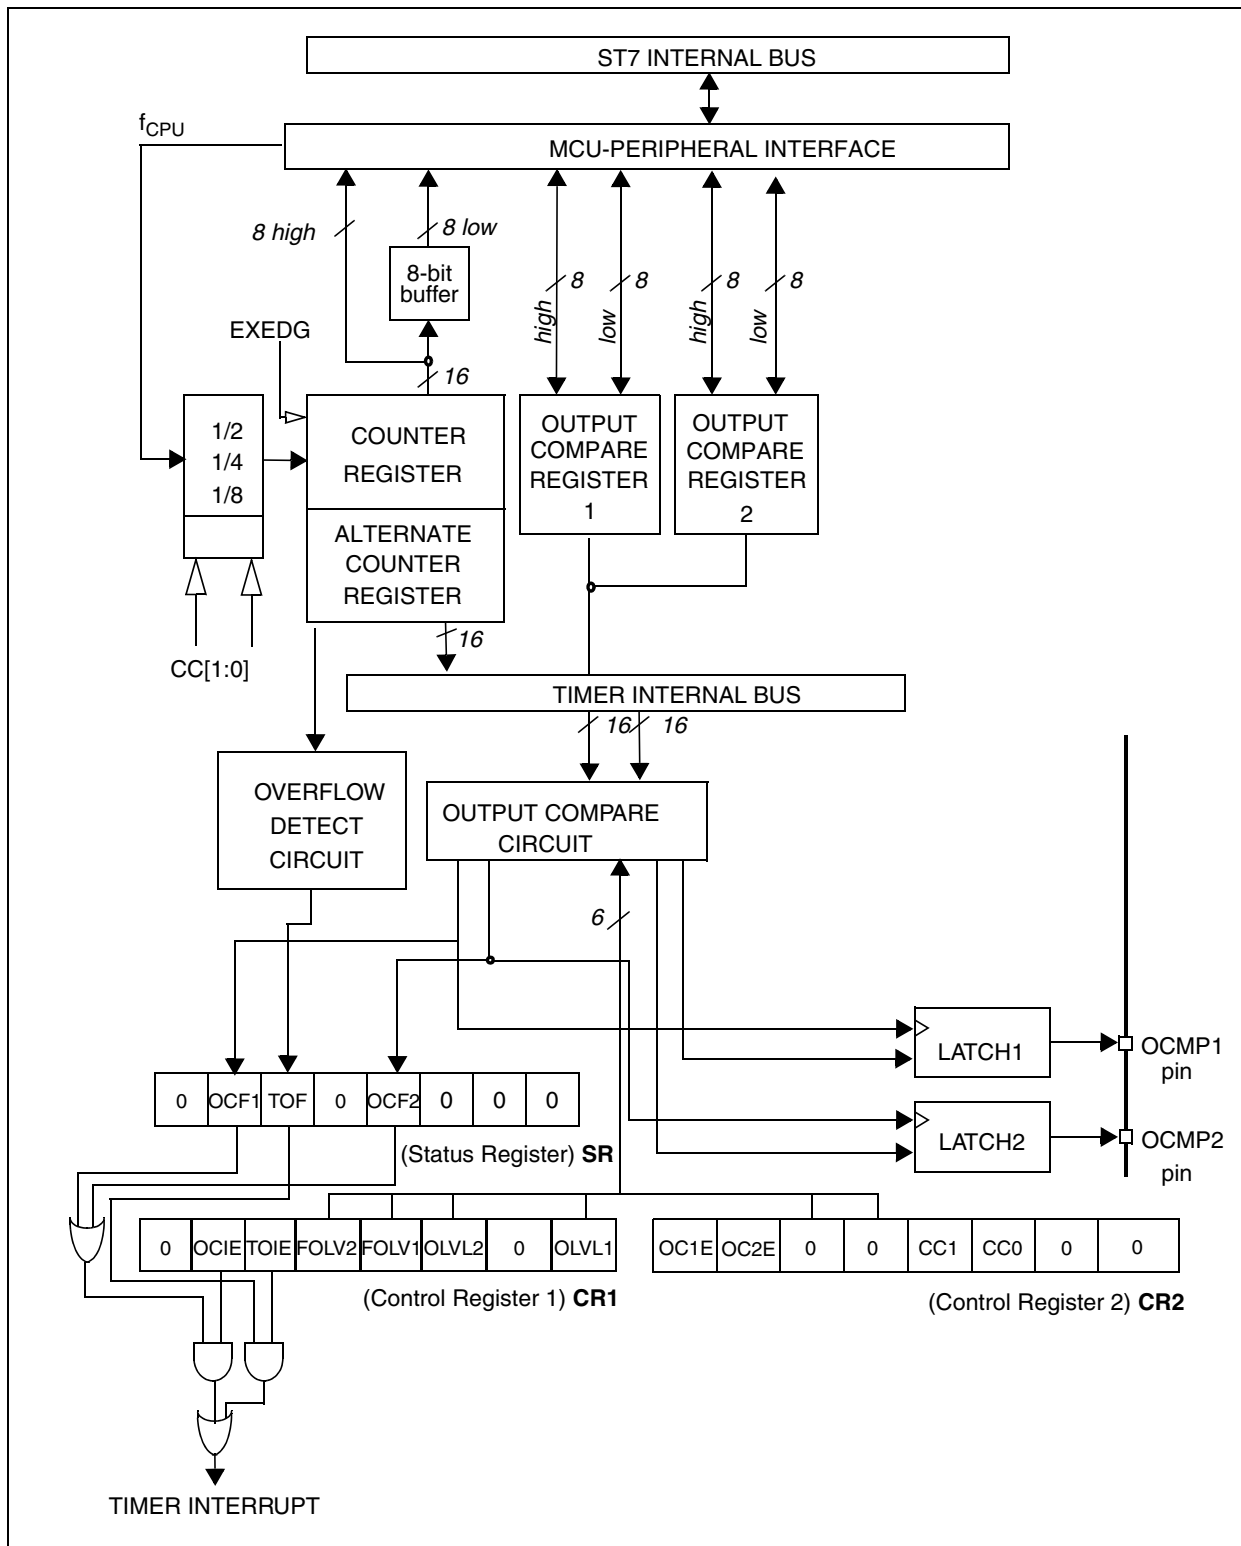 ST7 INTERNAL BUS
fCPU
MCU-PERIPHERAL INTERFACE
8 high
8 low
8-bit
buffer
high
8
low
8
high
8
low
8
EXEDG
16
1/2
1/4
1/8
COUNTER
REGISTER
OUTPUT
COMPARE
REGISTER
1
OUTPUT
COMPARE
REGISTER
2
ALTERNATE
COUNTER
REGISTER
16
CC[1:0]
TIMER INTERNAL BUS
16
16
OVERFLOW
DETECT
CIRCUIT
OUTPUT COMPARE
CIRCUIT
6
LATCH1
OCMP1
pin
LATCH2
OCMP2
pin
0 OCF1 TOF 0 OCF2 0 0 0
(Status Register) SR
0 OCIE TOIE FOLV2 FOLV1 OLVL2 0 OLVL1
OC1E OC2E 0 0 CC1 CC0 0 0
(Control Register 1) CR1
(Control Register 2) CR2
TIMER INTERRUPT